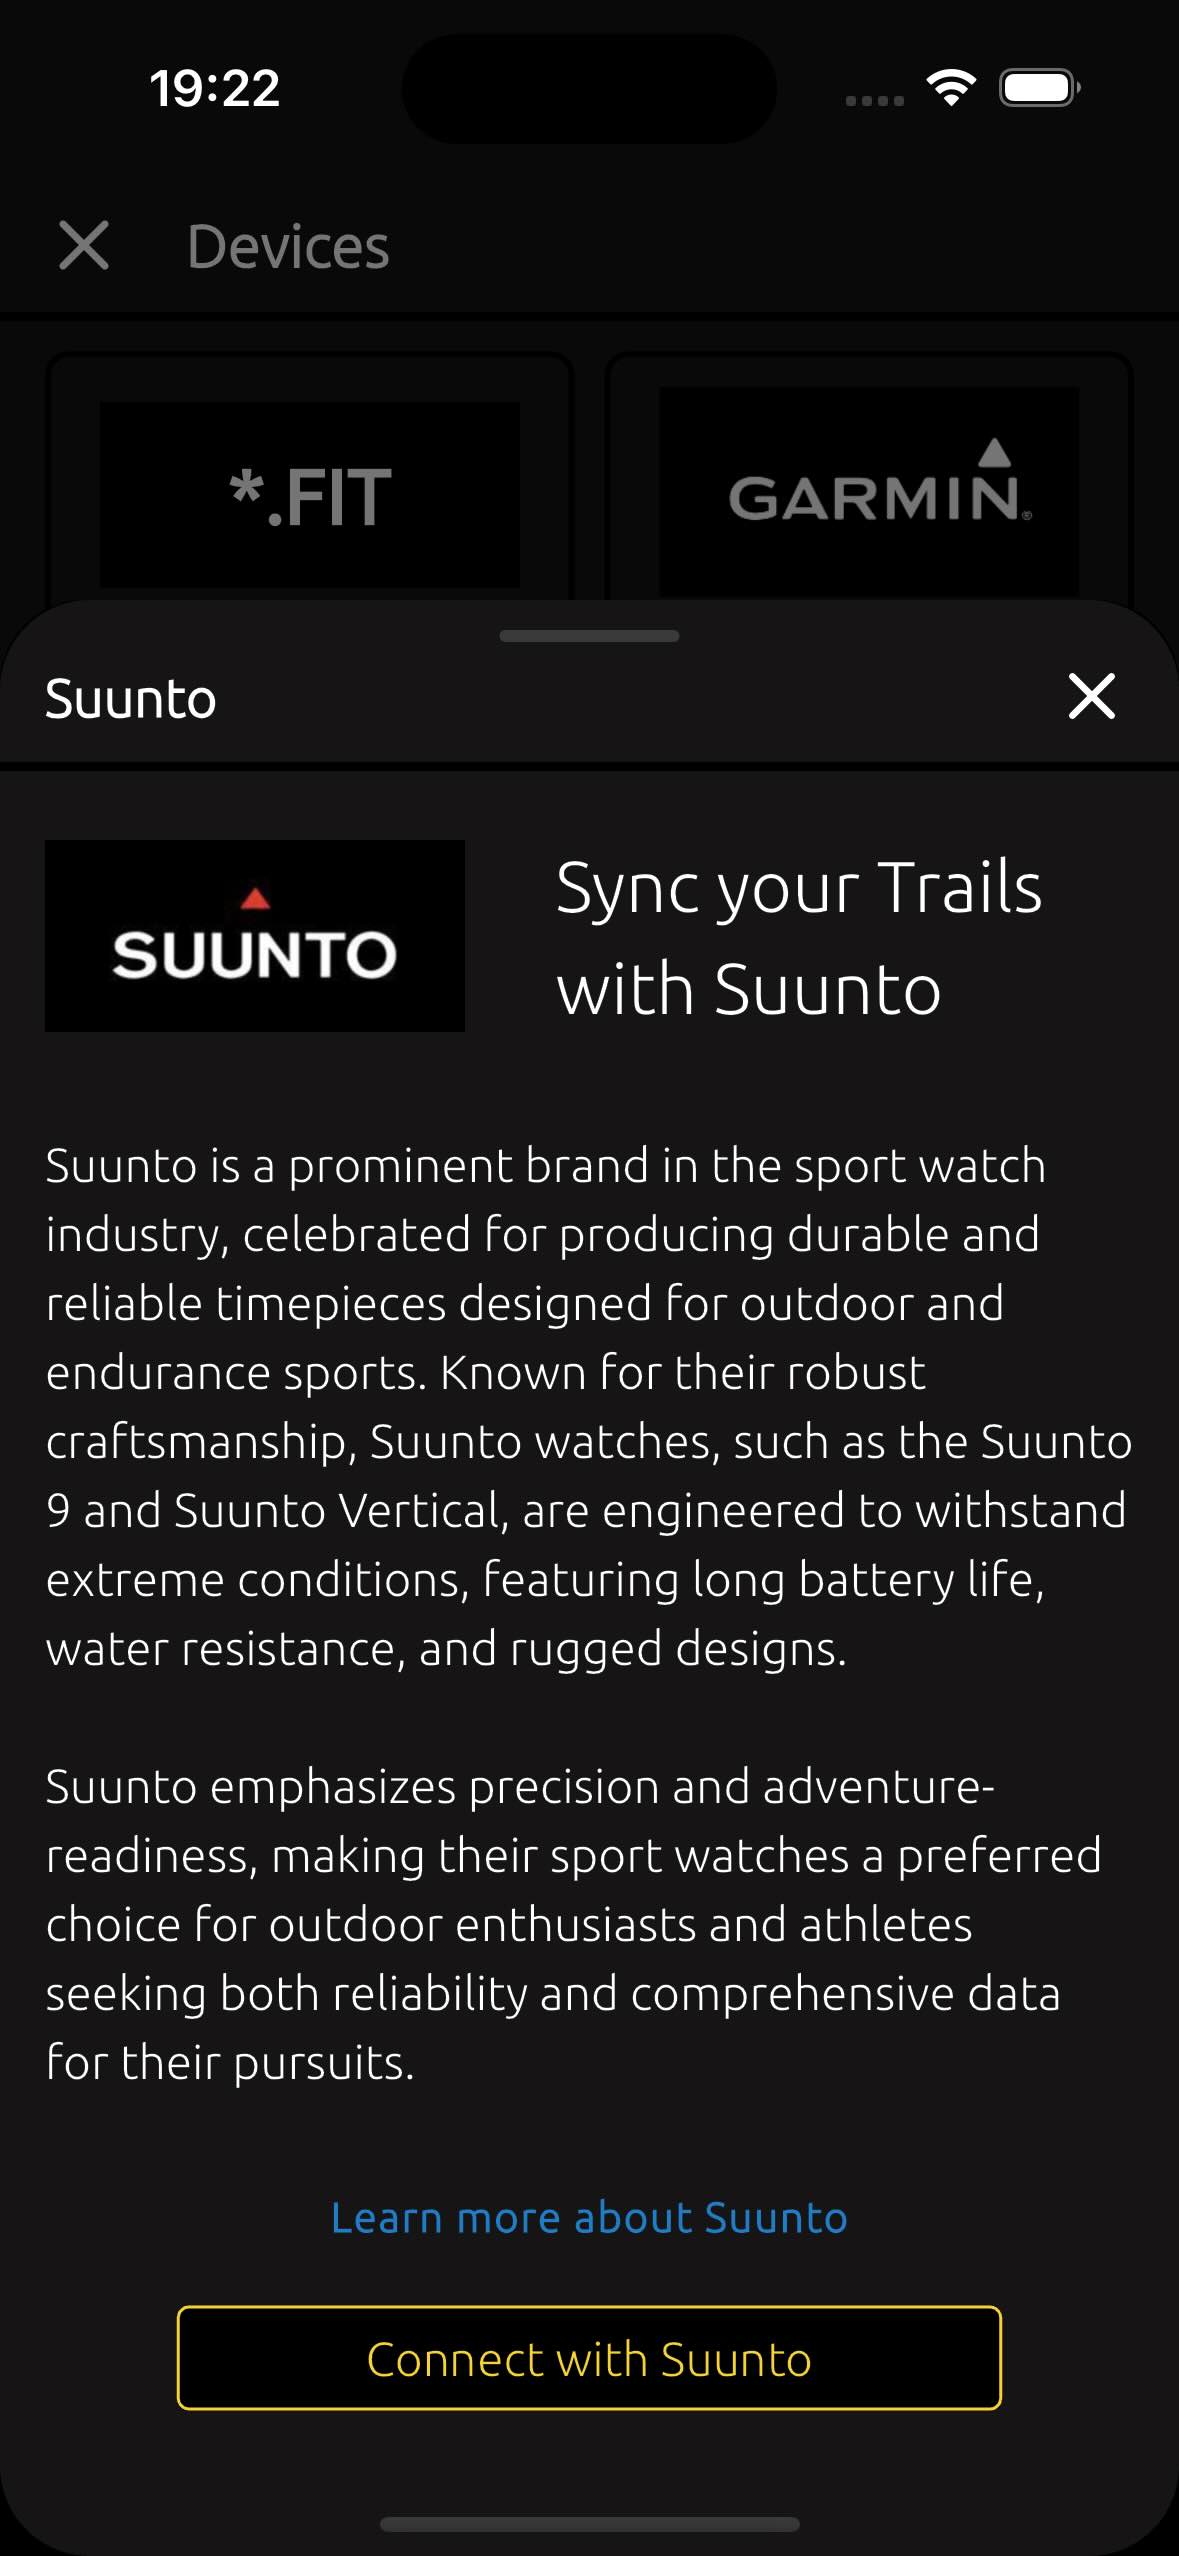 19:22
Devices
*.FIT
GARMIN®
Suunto
SUUNTO
Sync your Trails
with Suunto
Suunto is a prominent brand in the sport watch
industry, celebrated for producing durable and
reliable timepieces designed for outdoor and
endurance sports. Known for their robust
craftsmanship, Suunto watches, such as the Suunto
9 and Suunto Vertical, are engineered to withstand
extreme conditions, featuring long battery life,
water resistance, and rugged designs.
Suunto emphasizes precision and adventure-
readiness, making their sport watches a preferred
choice for outdoor enthusiasts and athletes
seeking both reliability and comprehensive data
for their pursuits.
Learn more about Suunto
Connect with Suunto